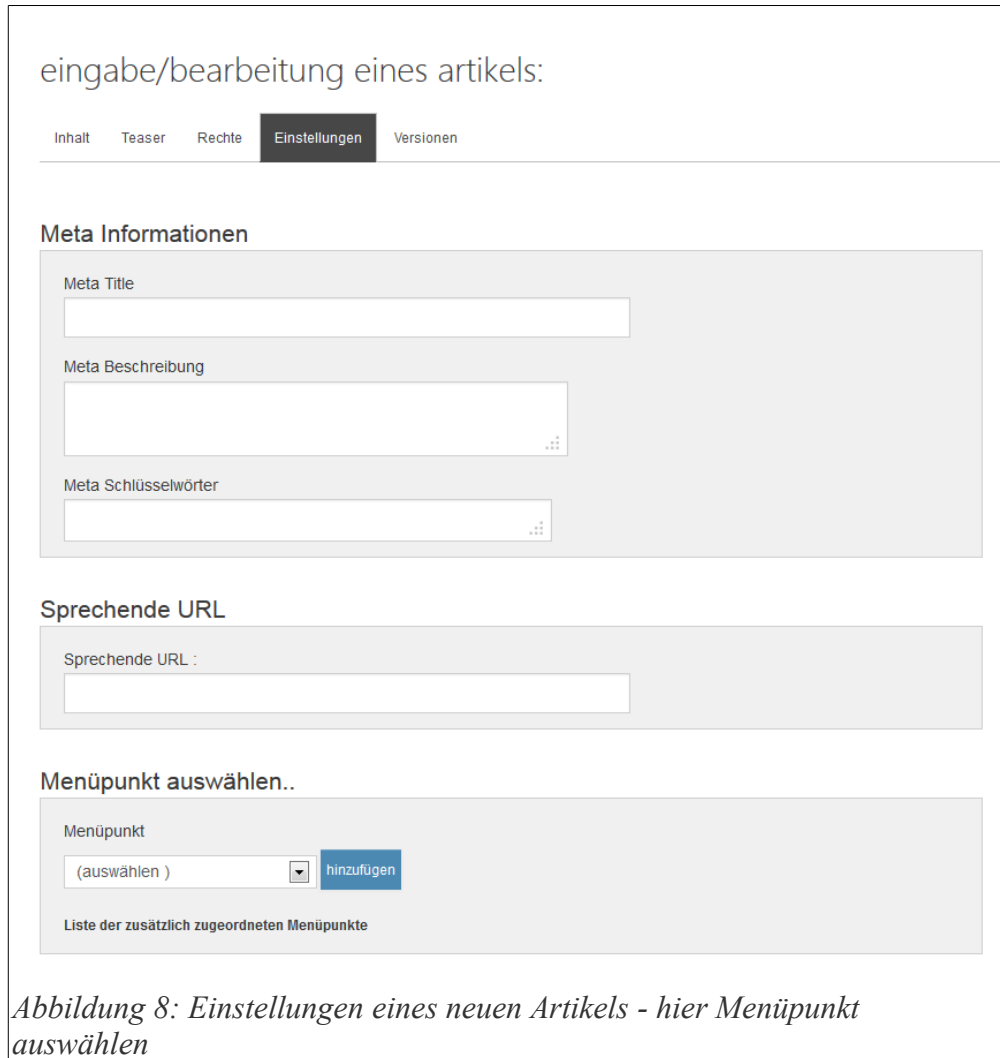 eingabe/bearbeitung eines artikels:
Inhalt Teaser Rechte Einstellungen Versionen
Meta Informationen
Meta Title
Meta Beschreibung
Meta Schlüsselwörter
Sprechende URL
Sprechende URL :
Menüpunkt auswählen..
Menüpunkt
(auswählen ) hinzufügen
Liste der zusätzlich zugeordneten Menüpunkte
Abbildung 8: Einstellungen eines neuen Artikels - hier Menüpunkt
auswählen